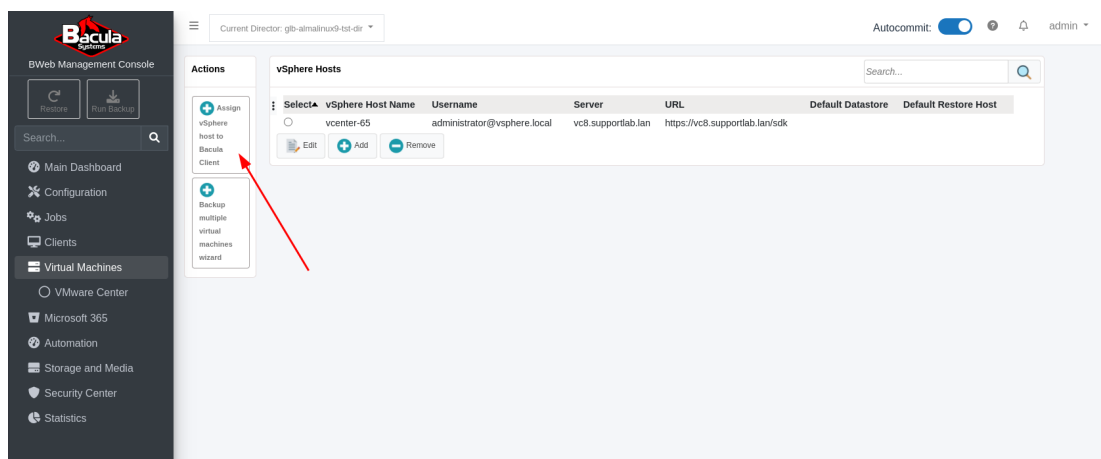 Bacula
Systems
BWeb Management Console
Restore
Run Backup
Search...
Main Dashboard
Configuration
Jobs
Clients
Virtual Machines
VMware Center
Microsoft 365
Automation
Storage and Media
Security Center
Statistics
Current Director: glb-almalinux9-tst-dir
Autocommit:
admin
Actions
Assign
vSphere
host to
Bacula
Client
Backup
multiple
virtual
machines
wizard
vSphere Hosts
Search...
Select vSphere Host Name Username Server URL Default Datastore Default Restore Host
vcenter-65 administrator@vsphere.local vc8.supportlab.lan https://vc8.supportlab.lan/sdk
Edit Add Remove